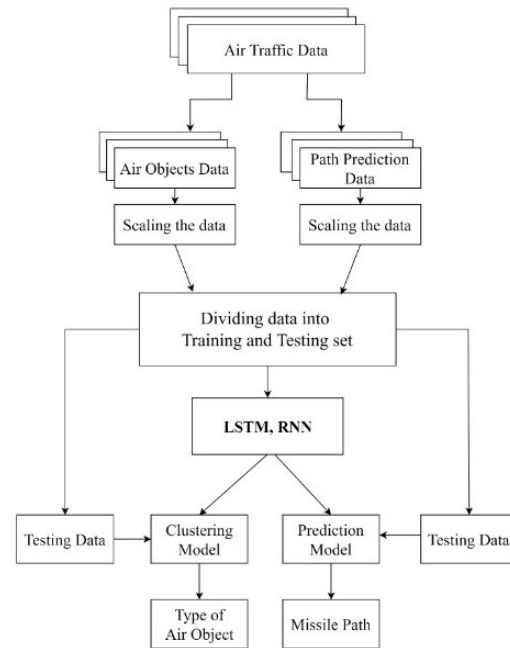 Air Traffic Data
Air Objects Data
Path Prediction
Data
Scaling the data
Scaling the data
Dividing data into
Training and Testing set
LSTM, RNN
Testing Data
Clustering
Model
Prediction
Model
Testing Data
Type of
Air Object
Missile Path